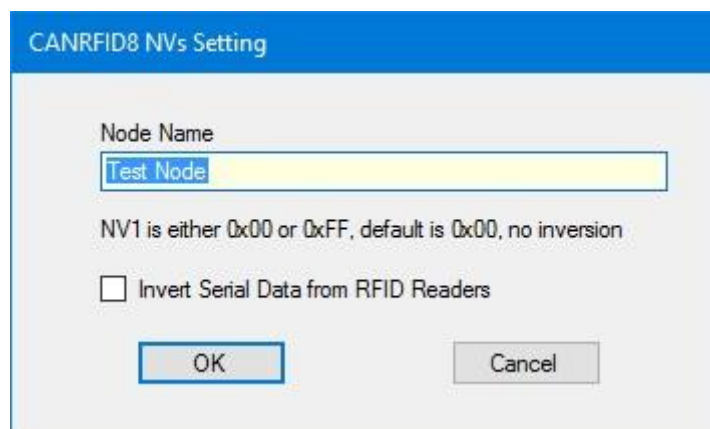 CANRFID8 NVs Setting
Node Name
Test Node
NV1 is either 0x00 or 0xFF, default is 0x00, no inversion
Invert Serial Data from RFID Readers
OK Cancel